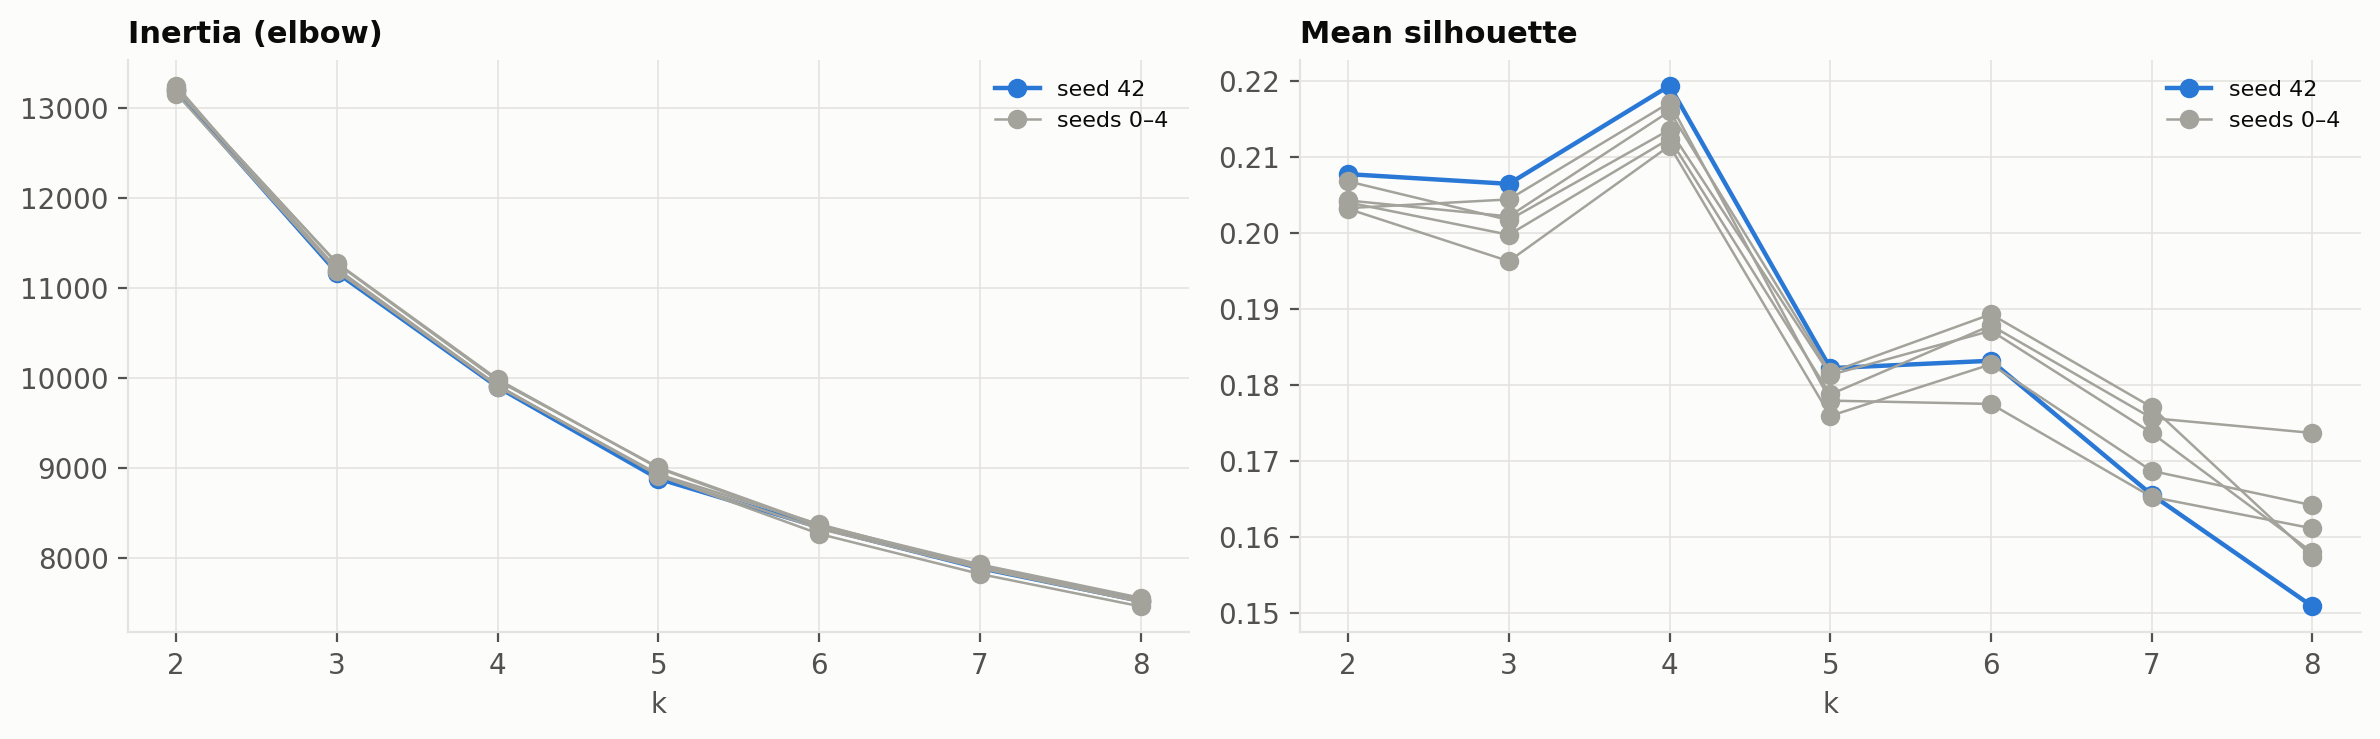 Inertia (elbow)
seed 42
seeds 0–4
13000
12000
11000
10000
9000
8000
2 3 4 5 6 7 8
k
Mean silhouette
seed 42
seeds 0–4
0.22
0.21
0.20
0.19
0.18
0.17
0.16
0.15
2 3 4 5 6 7 8
k